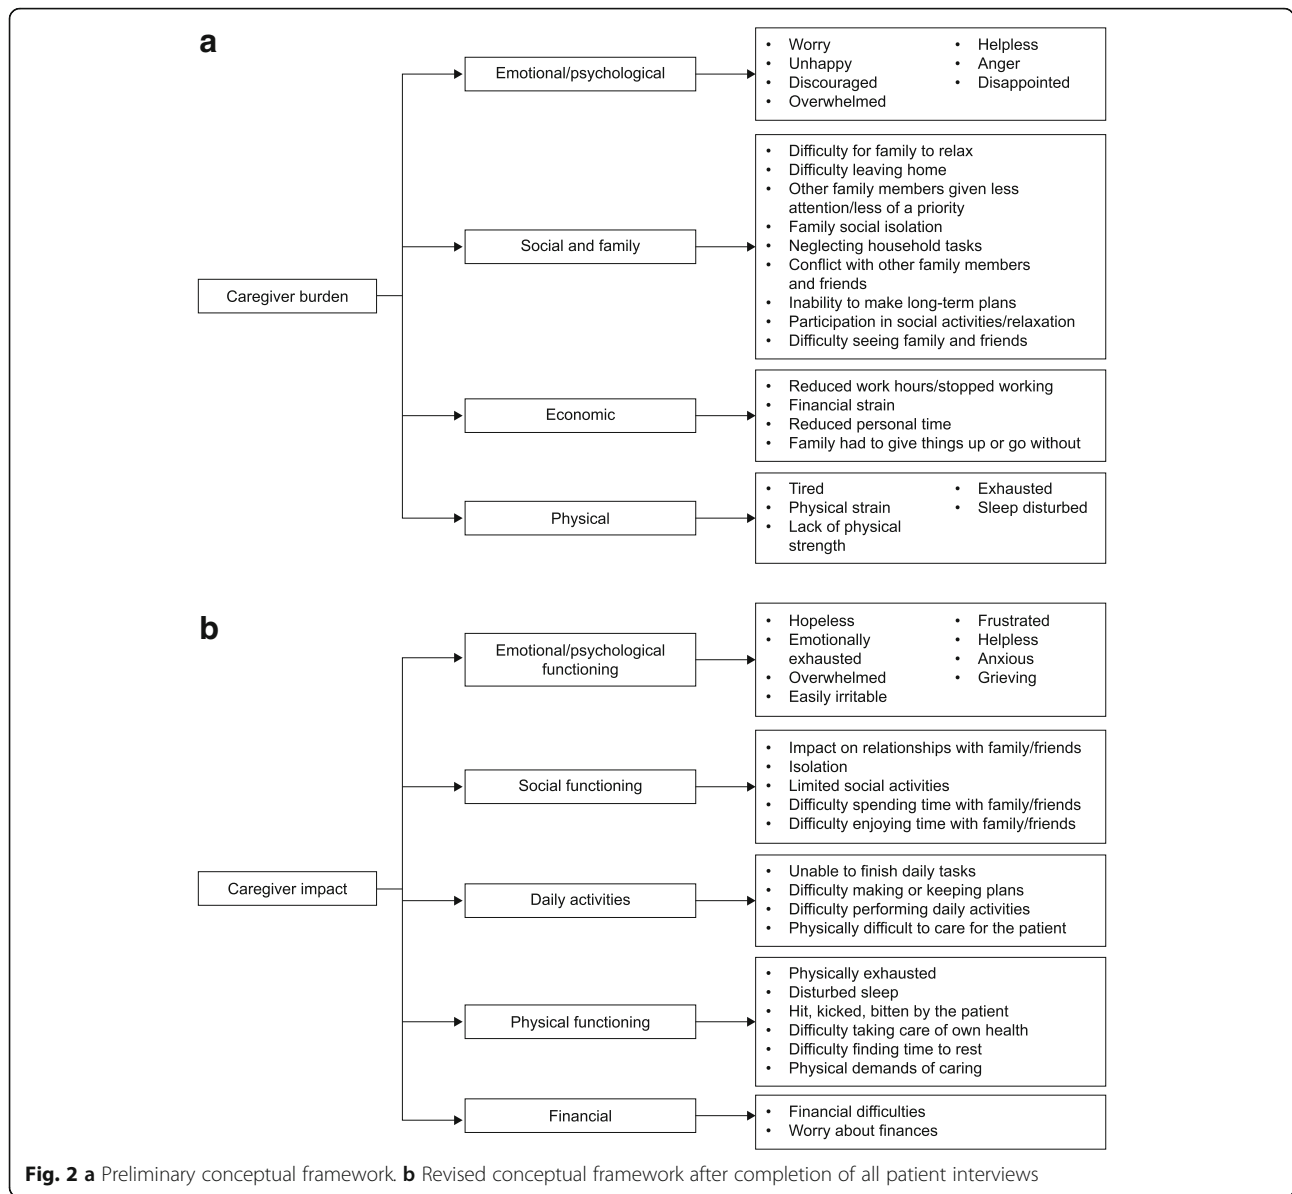 a
Caregiver burden
Emotional/psychological
• Worry
• Unhappy
• Discouraged
• Overwhelmed
• Helpless
• Anger
• Disappointed
Social and family
• Difficulty for family to relax
• Difficulty leaving home
• Other family members given less
attention/less of a priority
• Family social isolation
• Neglecting household tasks
• Conflict with other family members
and friends
• Inability to make long-term plans
• Participation in social activities/relaxation
• Difficulty seeing family and friends
Economic
• Reduced work hours/stopped working
• Financial strain
• Reduced personal time
• Family had to give things up or go without
Physical
• Tired
• Physical strain
• Lack of physical
strength
• Exhausted
• Sleep disturbed
b
Caregiver impact
Emotional/psychological
functioning
• Hopeless
• Emotionally
exhausted
• Overwhelmed
• Easily irritable
• Frustrated
• Helpless
• Anxious
• Grieving
Social functioning
• Impact on relationships with family/friends
• Isolation
• Limited social activities
• Difficulty spending time with family/friends
• Difficulty enjoying time with family/friends
Daily activities
• Unable to finish daily tasks
• Difficulty making or keeping plans
• Difficulty performing daily activities
• Physically difficult to care for the patient
Physical functioning
• Physically exhausted
• Disturbed sleep
• Hit, kicked, bitten by the patient
• Difficulty taking care of own health
• Difficulty finding time to rest
• Physical demands of caring
Financial
• Financial difficulties
• Worry about finances
Fig. 2 a Preliminary conceptual framework. b Revised conceptual framework after completion of all patient interviews